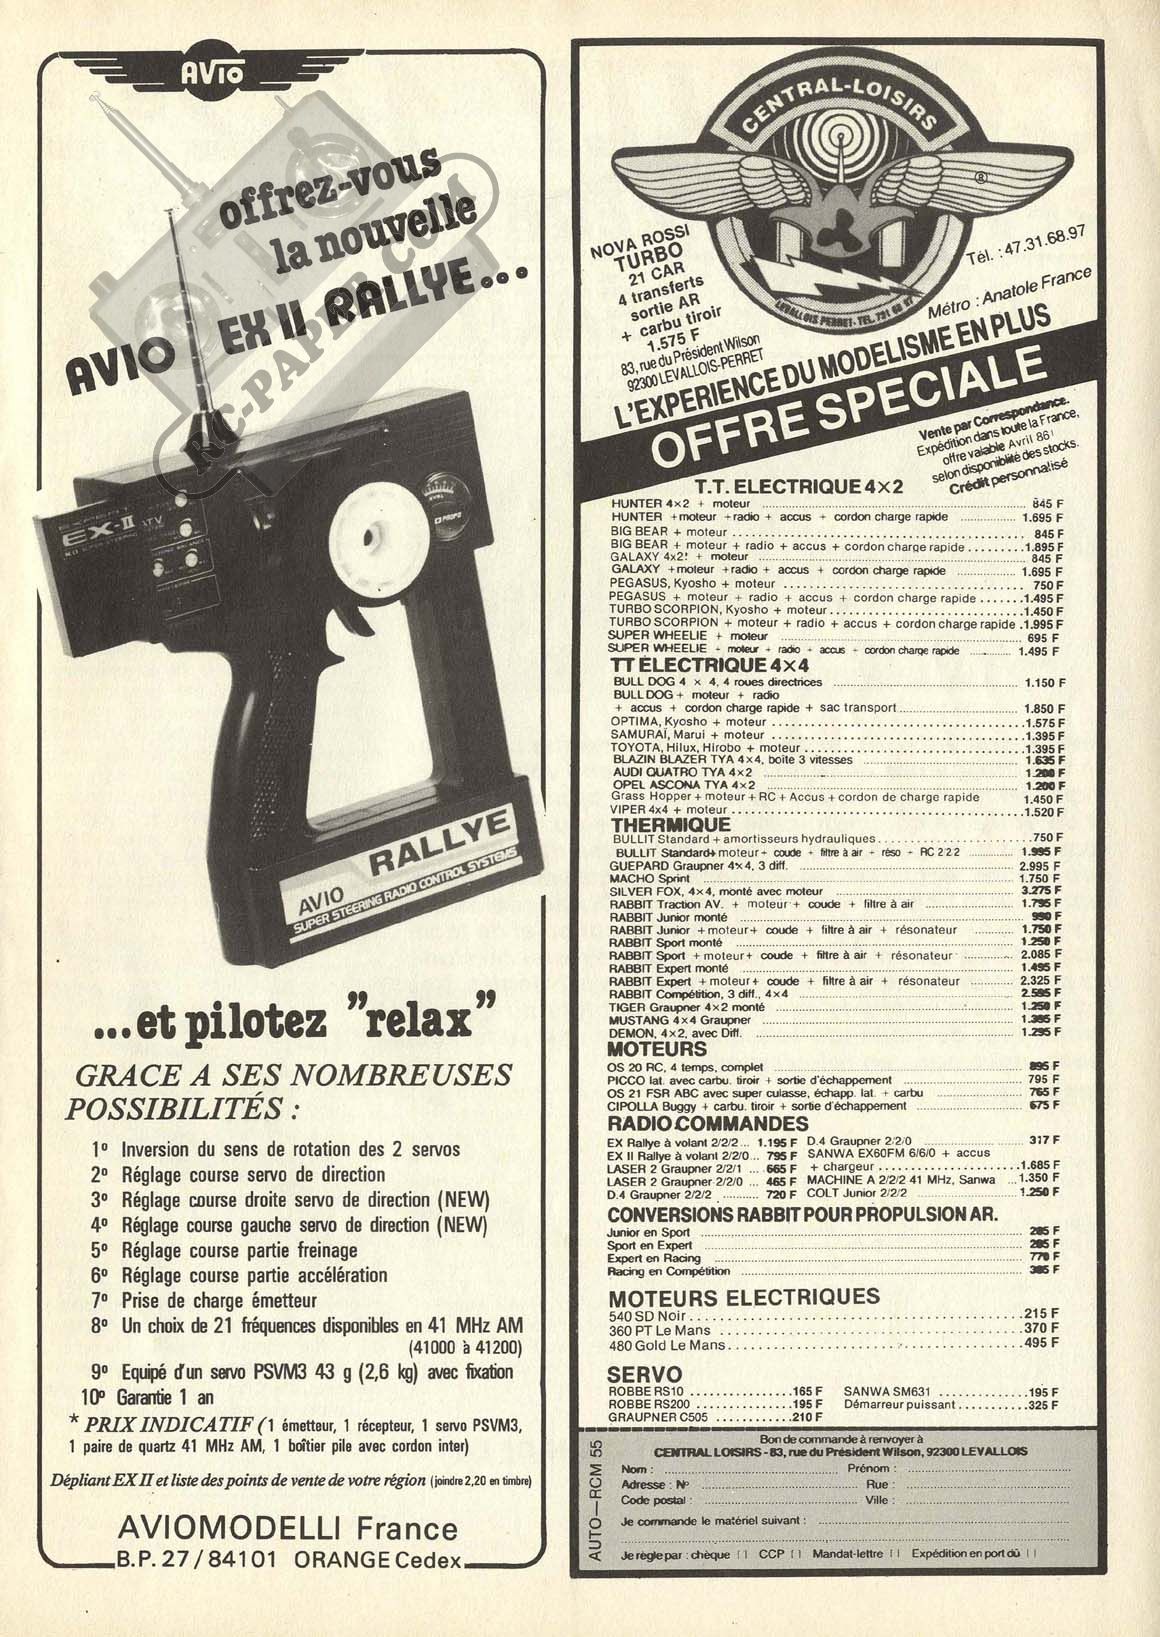 AVIO
offrez-vous
la nouvelle
AVIO EX II RALLYE...
RC-PAPER.COM
EXPERT
EX-II ATV
PROPO
RALLYE
AVIO
SUPER STEERING RADIO CONTROL SYSTEMS
...et pilotez "relax"
GRACE A SES NOMBREUSES
POSSIBILITÉS :
1º Inversion du sens de rotation des 2 servos
2º Réglage course servo de direction
3º Réglage course droite servo de direction (NEW)
4º Réglage course gauche servo de direction (NEW)
5º Réglage course partie freinage
6º Réglage course partie accélération
7º Prise de charge émetteur
8º Un choix de 21 fréquences disponibles en 41 MHz AM
(41000 à 41200)
9º Equipé d'un servo PSVM3 43 g (2,6 kg) avec fixation
10º Garantie 1 an
* PRIX INDICATIF (1 émetteur, 1 récepteur, 1 servo PSVM3,
1 paire de quartz 41 MHz AM, 1 boîtier pile avec cordon inter)
Dépliant EX II et liste des points de vente de votre région (joindre 2,20 en timbre)
AVIOMODELLI France
B.P. 27 / 84101 ORANGE Cedex
CENTRAL-LOISIRS
®
LEVALLOIS PERRET - TEL. 731 68 97
NOVA ROSSI
TURBO
21 CAR
4 transferts
sortie AR
+ carbu tiroir
1.575 F
83, rue du Président Wilson
92300 LEVALLOIS-PERRET
Tél. : 47.31.68.97
Métro : Anatole France
L'EXPERIENCE DU MODELISME EN PLUS
OFFRE SPECIALE
Vente par Correspondance.
Expédition dans toute la France,
offre valable Avril 86
selon disponiblité des stocks.
Crédit personnalisé
T.T. ELECTRIQUE 4×2
HUNTER 4×2 + moteur 845 F
HUNTER +moteur +radio + accus + cordon charge rapide 1.695 F
BIG BEAR + moteur 845 F
BIG BEAR + moteur + radio + accus + cordon charge rapide 1.895 F
GALAXY 4x2! + moteur 845 F
GALAXY +moteur +radio + accus + cordon charge rapide 1.695 F
PEGASUS, Kyosho + moteur 750 F
PEGASUS + moteur + radio + accus + cordon charge rapide 1.495 F
TURBO SCORPION, Kyosho + moteur 1.450 F
TURBO SCORPION + moteur + radio + accus + cordon charge rapide 1.995 F
SUPER WHEELIE + moteur 695 F
SUPER WHEELIE + moteur + radio + accus + cordon charge rapide 1.495 F
TT ÉLECTRIQUE 4×4
BULL DOG 4 × 4, 4 roues directrices 1.150 F
BULL DOG + moteur + radio
+ accus + cordon charge rapide + sac transport 1.850 F
OPTIMA, Kyosho + moteur 1.575 F
SAMURAÏ, Marui + moteur 1.395 F
TOYOTA, Hilux, Hirobo + moteur 1.395 F
BLAZIN BLAZER TYA 4×4, boîte 3 vitesses 1.635 F
AUDI QUATRO TYA 4×2 1.200 F
OPEL ASCONA TYA 4×2 1.200 F
Grass Hopper + moteur + RC + Accus + cordon de charge rapide 1.450 F
VIPER 4x4 + moteur 1.520 F
THERMIQUE
BULLIT Standard + amortisseurs hydrauliques 750 F
BULLIT Standard+ moteur + coude + filtre à air + réso + RC 222 1.995 F
GUEPARD Graupner 4×4, 3 diff. 2.995 F
MACHO Sprint 1.750 F
SILVER FOX, 4×4, monté avec moteur 3.275 F
RABBIT Traction AV. + moteur + coude + filtre à air 1.795 F
RABBIT Junior monté 990 F
RABBIT Junior +moteur+ coude + filtre à air + résonateur 1.750 F
RABBIT Sport monté 1.250 F
RABBIT Sport +moteur+ coude + filtre à air + résonateur 2.085 F
RABBIT Expert monté 1.495 F
RABBIT Expert +moteur+ coude + filtre à air + résonateur 2.325 F
RABBIT Compétition, 3 diff., 4×4 2.595 F
TIGER Graupner 4×2 monté 1.250 F
MUSTANG 4×4 Graupner 1.395 F
DEMON, 4×2, avec Diff. 1.295 F
MOTEURS
OS 20 RC, 4 temps, complet 895 F
PICCO lat. avec carbu. tiroir + sortie d'échappement 795 F
OS 21 FSR ABC avec super culasse, échapp. lat. + carbu 765 F
CIPOLLA Buggy + carbu. tiroir + sortie d'échappement 675 F
RADIOCOMMANDES
EX Rallye à volant 2/2/2 1.195 F
EX II Rallye à volant 2/2/0 795 F
LASER 2 Graupner 2/2/1 665 F
LASER 2 Graupner 2/2/0 465 F
D.4 Graupner 2/2/2 720 F
D.4 Graupner 2/2/0 317 F
SANWA EX60FM 6/6/0 + accus
+ chargeur 1.685 F
MACHINE A 2/2/2 41 MHz, Sanwa 1.350 F
COLT Junior 2/2/2 1.250 F
CONVERSIONS RABBIT POUR PROPULSION AR.
Junior en Sport 285 F
Sport en Expert 285 F
Expert en Racing 770 F
Racing en Compétition 385 F
MOTEURS ELECTRIQUES
540 SD Noir 215 F
360 PT Le Mans 370 F
480 Gold Le Mans 495 F
SERVO
ROBBE RS10 165 F
ROBBE RS200 195 F
GRAUPNER C505 210 F
SANWA SM631 195 F
Démarreur puissant 325 F
AUTO—RCM 55
Bon de commande à renvoyer à
CENTRAL LOISIRS - 83, rue du Président Wilson, 92300 LEVALLOIS
Nom : Prénom :
Adresse : Nº Rue :
Code postal : Ville :
Je commande le matériel suivant :
Je règle par : chèque [ ] CCP [ ] Mandat-lettre [ ] Expédition en port dû [ ]